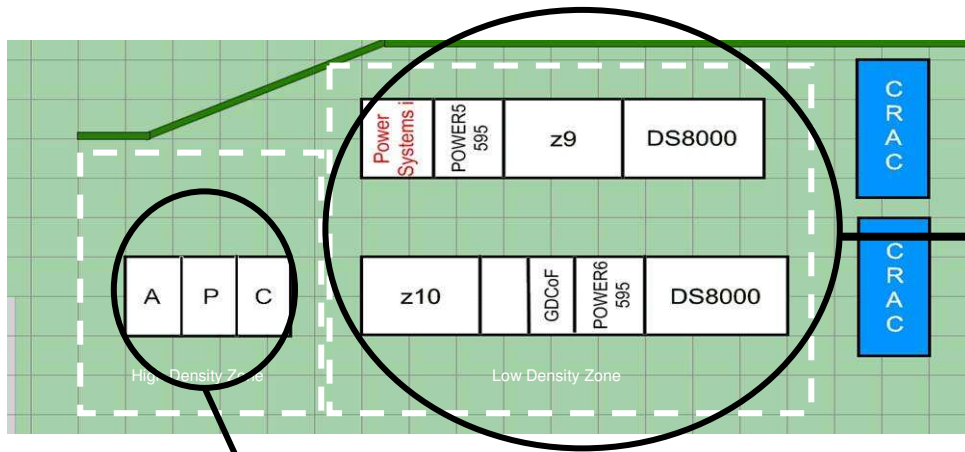 Power
Systems i
POWER5
595
z9
DS8000
CRAC
A
P
C
z10
GDCoF
POWER6
595
DS8000
CRAC
High Density Zone
Low Density Zone